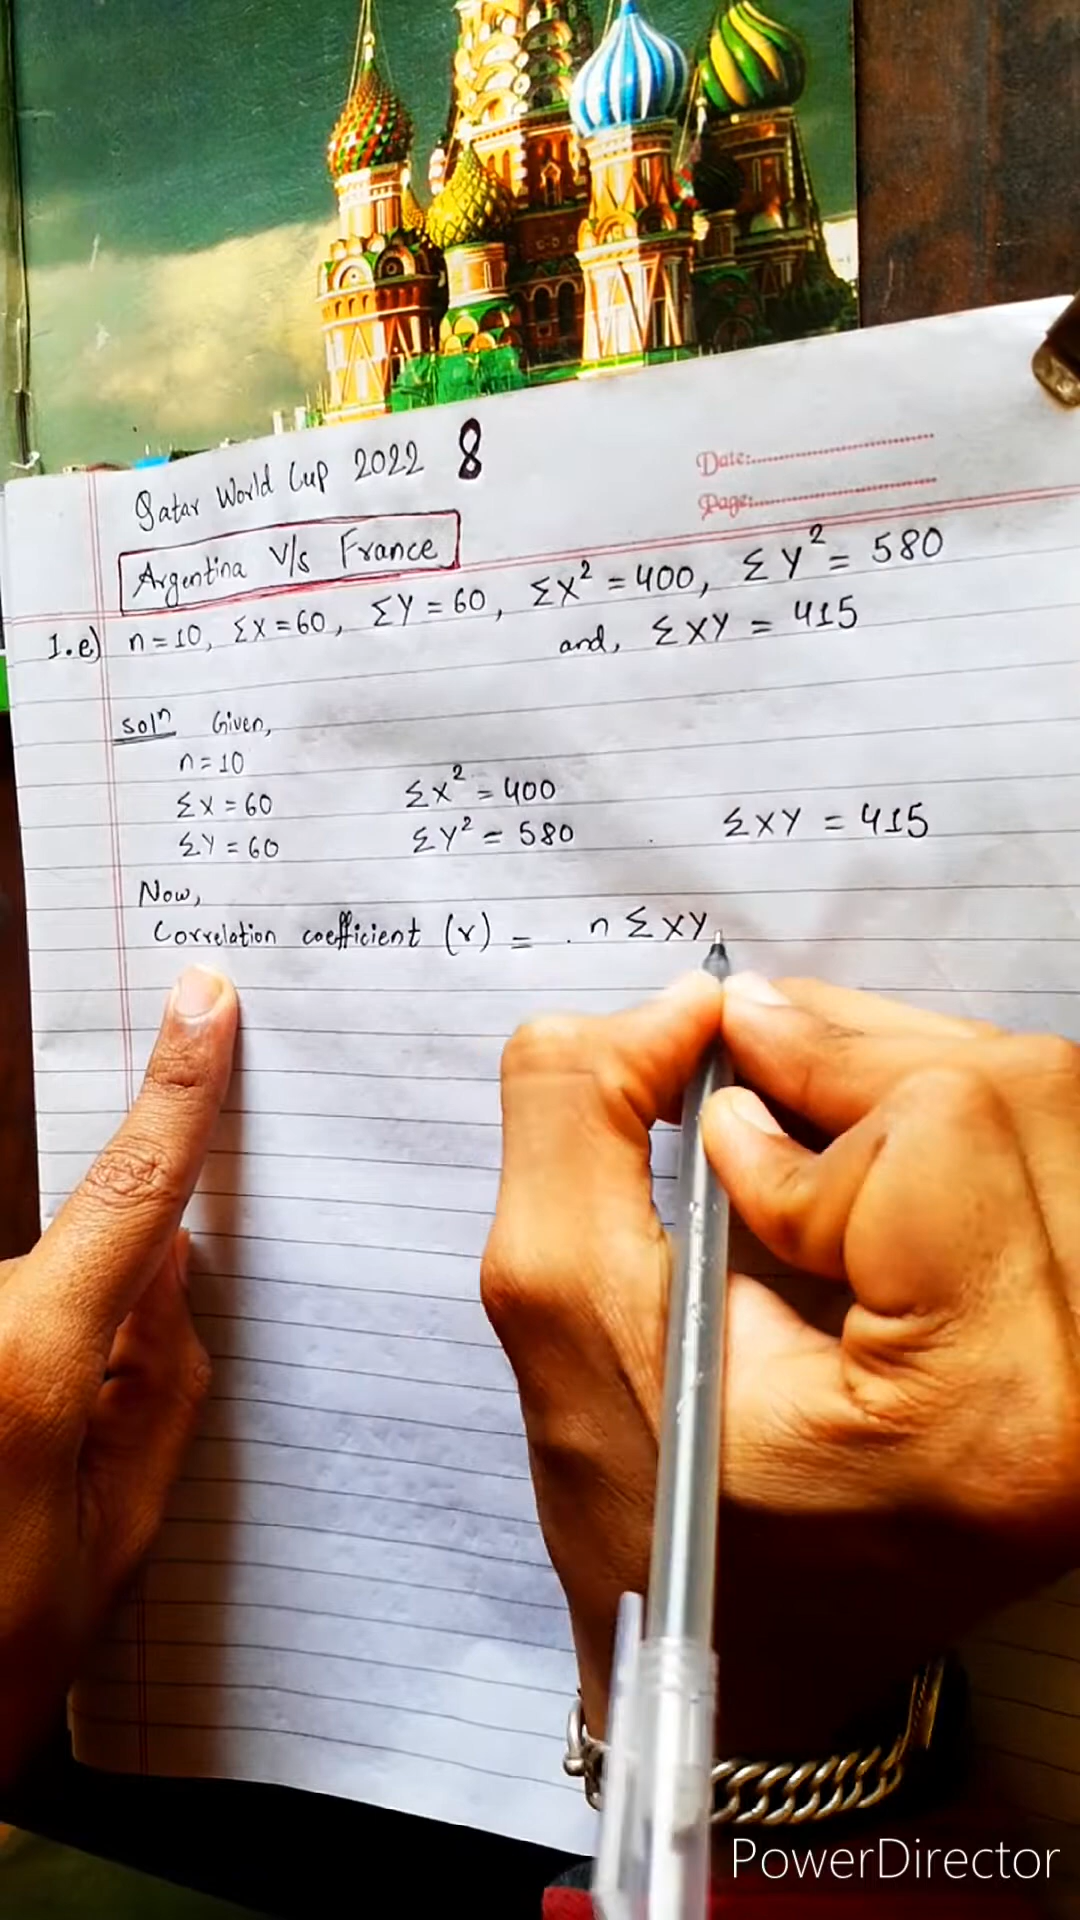 Qatar World Cup 2022 8
Date:
Page:
Argentina V/s France
1.e) n = 10, ΣX = 60, ΣY = 60, ΣX² = 400, ΣY² = 580
and, ΣXY = 415
Solⁿ Given,
n = 10
ΣX = 60 ΣX² = 400
ΣY = 60 ΣY² = 580 ΣXY = 415
Now,
Correlation coefficient (r) = n ΣXY
PowerDirector